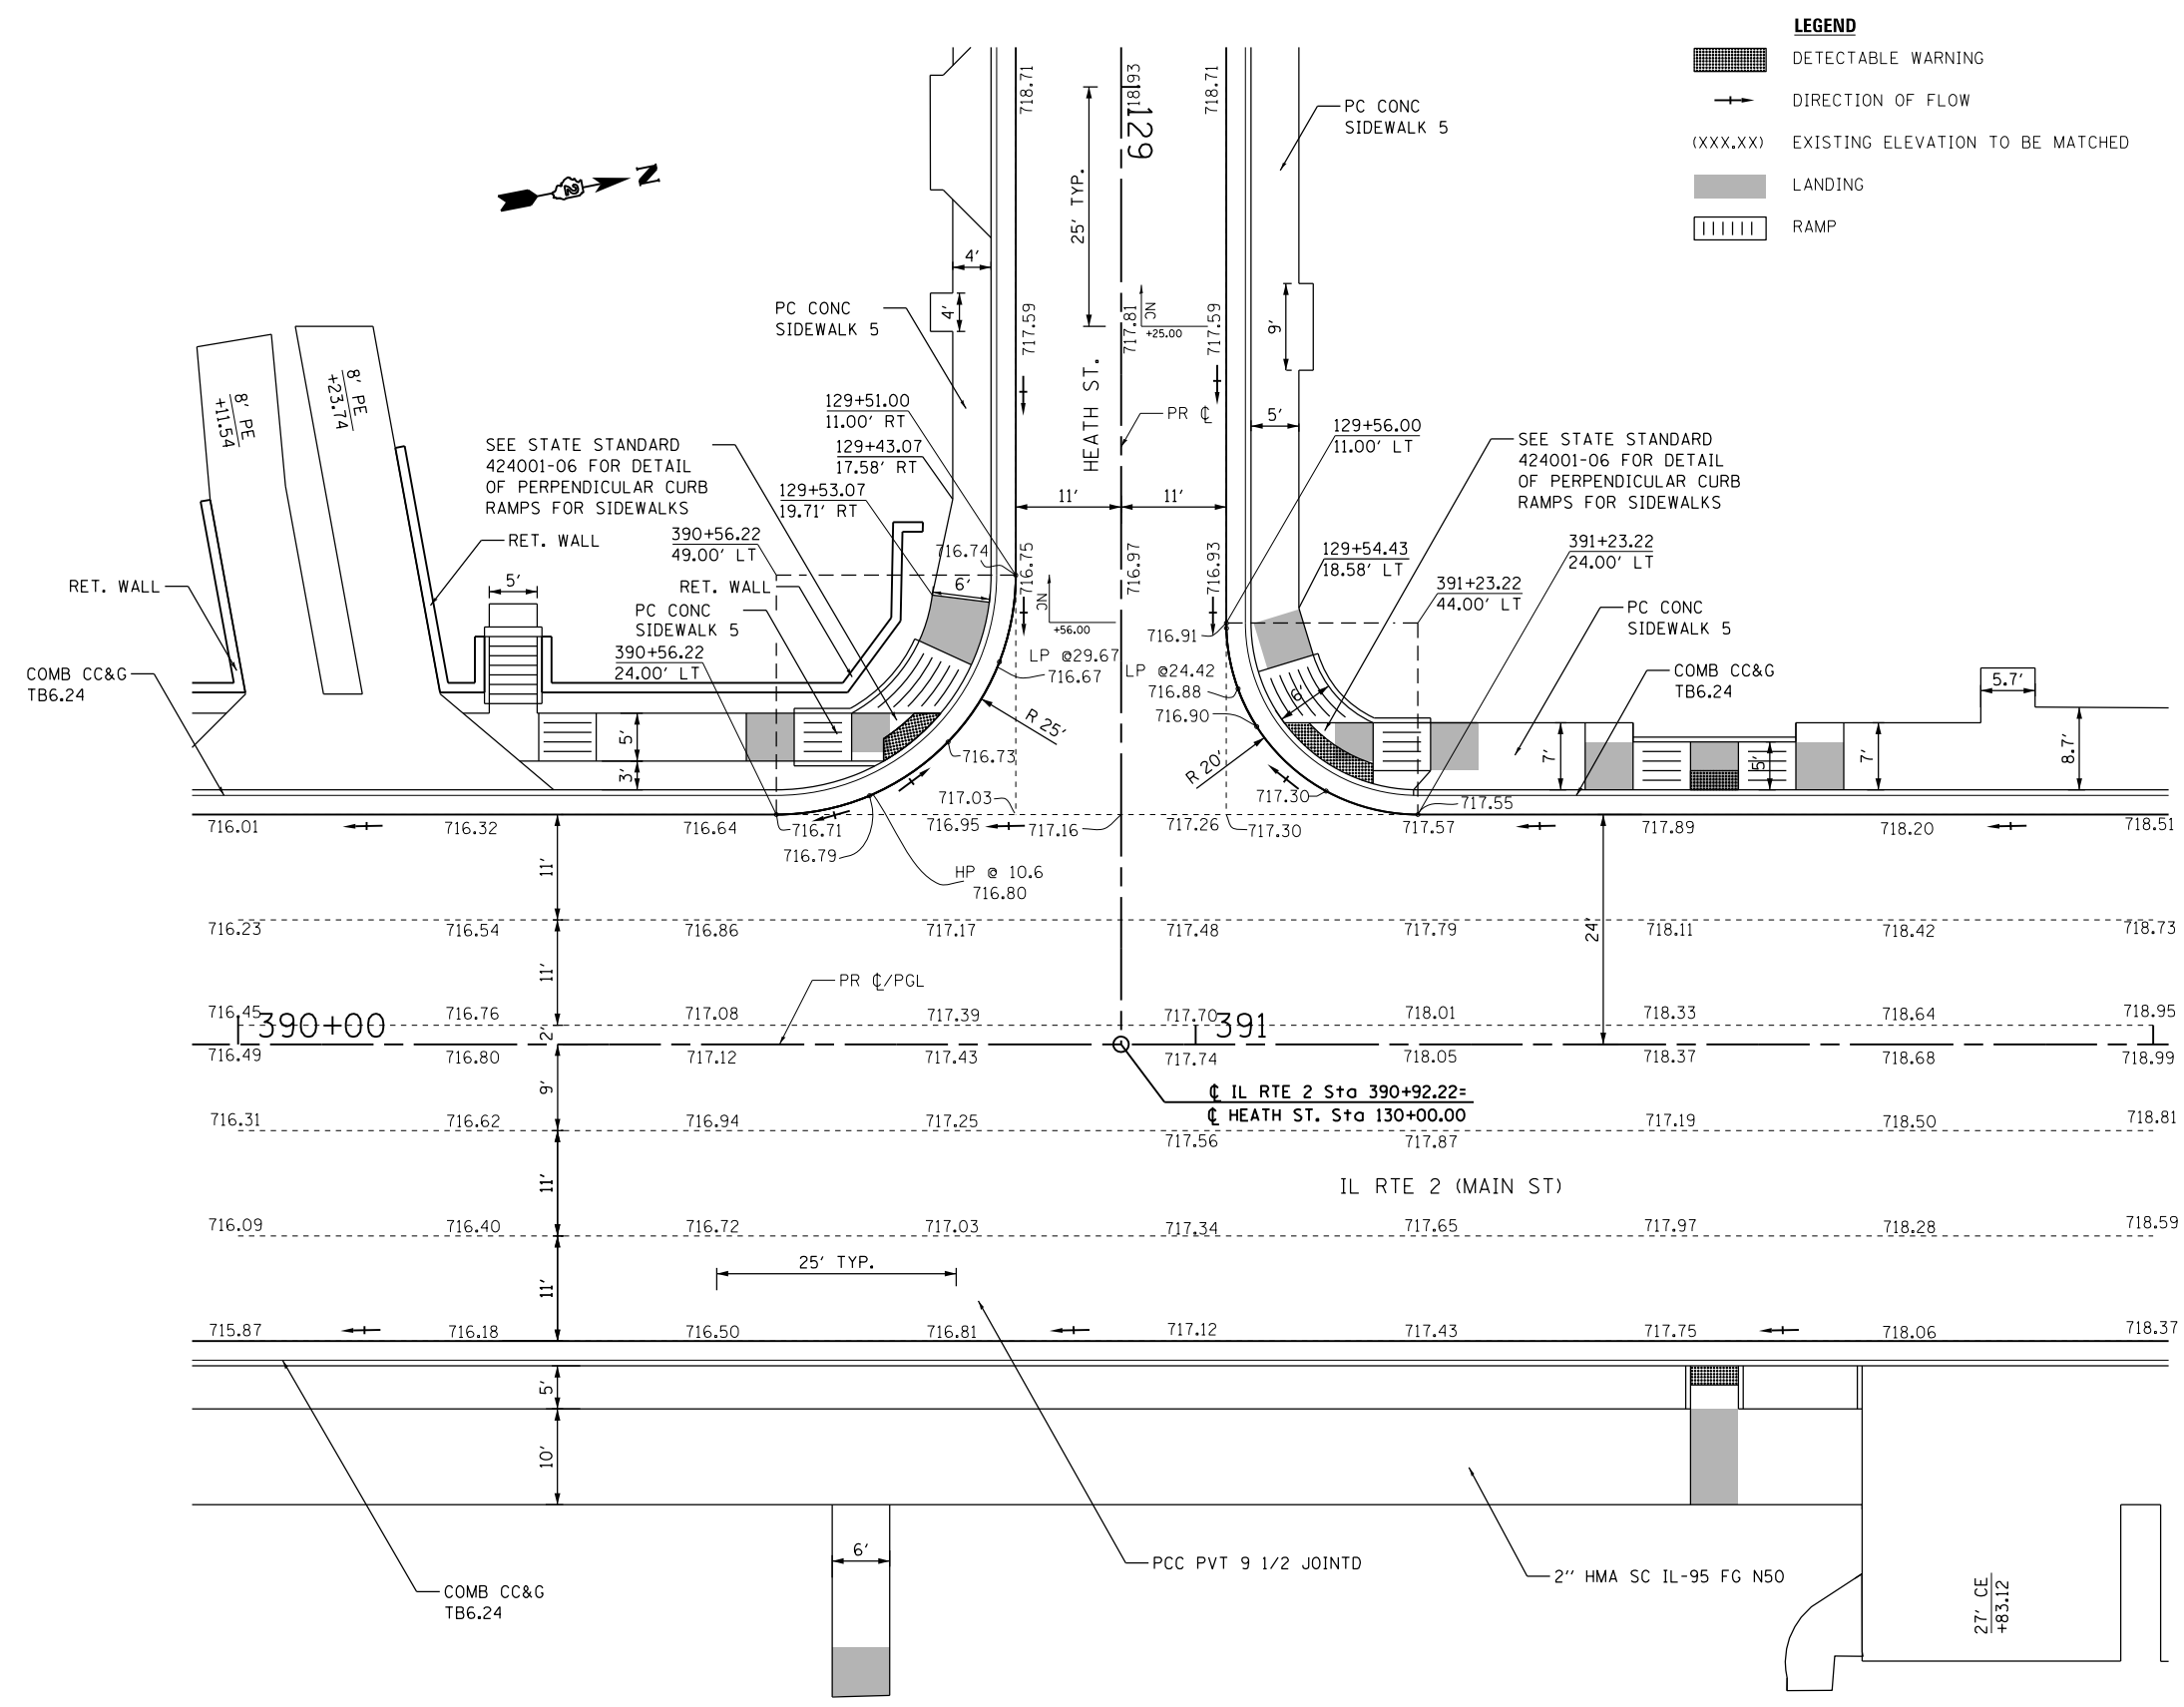 LEGEND
DETECTABLE WARNING
DIRECTION OF FLOW
(XXX.XX) EXISTING ELEVATION TO BE MATCHED
LANDING
RAMP
N
2
718.71
718.93
718.71
129
25' TYP.
PC CONC
SIDEWALK 5
4'
4'
PC CONC
SIDEWALK 5
717.59
717.81
717.59
NC
+25.00
9'
HEATH ST.
PR ℄
5'
8' PE
+11.54
8' PE
+23.74
129+51.00
11.00' RT
129+43.07
17.58' RT
129+53.07
19.71' RT
SEE STATE STANDARD
424001-06 FOR DETAIL
OF PERPENDICULAR CURB
RAMPS FOR SIDEWALKS
129+56.00
11.00' LT
SEE STATE STANDARD
424001-06 FOR DETAIL
OF PERPENDICULAR CURB
RAMPS FOR SIDEWALKS
11'
11'
RET. WALL
390+56.22
49.00' LT
716.74
716.75
716.97
716.93
129+54.43
18.58' LT
391+23.22
24.00' LT
RET. WALL
5'
RET. WALL
6'
NC
+56.00
391+23.22
44.00' LT
PC CONC
SIDEWALK 5
PC CONC
SIDEWALK 5
390+56.22
24.00' LT
716.91
COMB CC&G
TB6.24
LP @29.67
716.67
LP @24.42
716.88
COMB CC&G
TB6.24
5.7'
6'
716.90
R 25'
5'
3'
716.73
R 20'
7'
5'
7'
8.7'
717.03
717.30
717.55
716.01
716.32
716.64
716.71
716.95
717.16
717.26
717.30
717.57
717.89
718.20
718.51
716.79
HP @ 10.6
716.80
11'
24'
716.23
716.54
716.86
717.17
717.48
717.79
718.11
718.42
718.73
11'
PR ℄/PGL
716.45
716.76
717.08
717.39
717.70
718.01
718.33
718.64
718.95
390+00
391
2'
716.49
716.80
717.12
717.43
717.74
718.05
718.37
718.68
718.99
9'
℄ IL RTE 2 Sta 390+92.22=
℄ HEATH ST. Sta 130+00.00
716.31
716.62
716.94
717.25
717.56
717.87
717.19
718.50
718.81
11'
IL RTE 2 (MAIN ST)
716.09
716.40
716.72
717.03
717.34
717.65
717.97
718.28
718.59
25' TYP.
11'
715.87
716.18
716.50
716.81
717.12
717.43
717.75
718.06
718.37
5'
10'
6'
PCC PVT 9 1/2 JOINTD
2'' HMA SC IL-95 FG N50
COMB CC&G
TB6.24
27' CE
+83.12